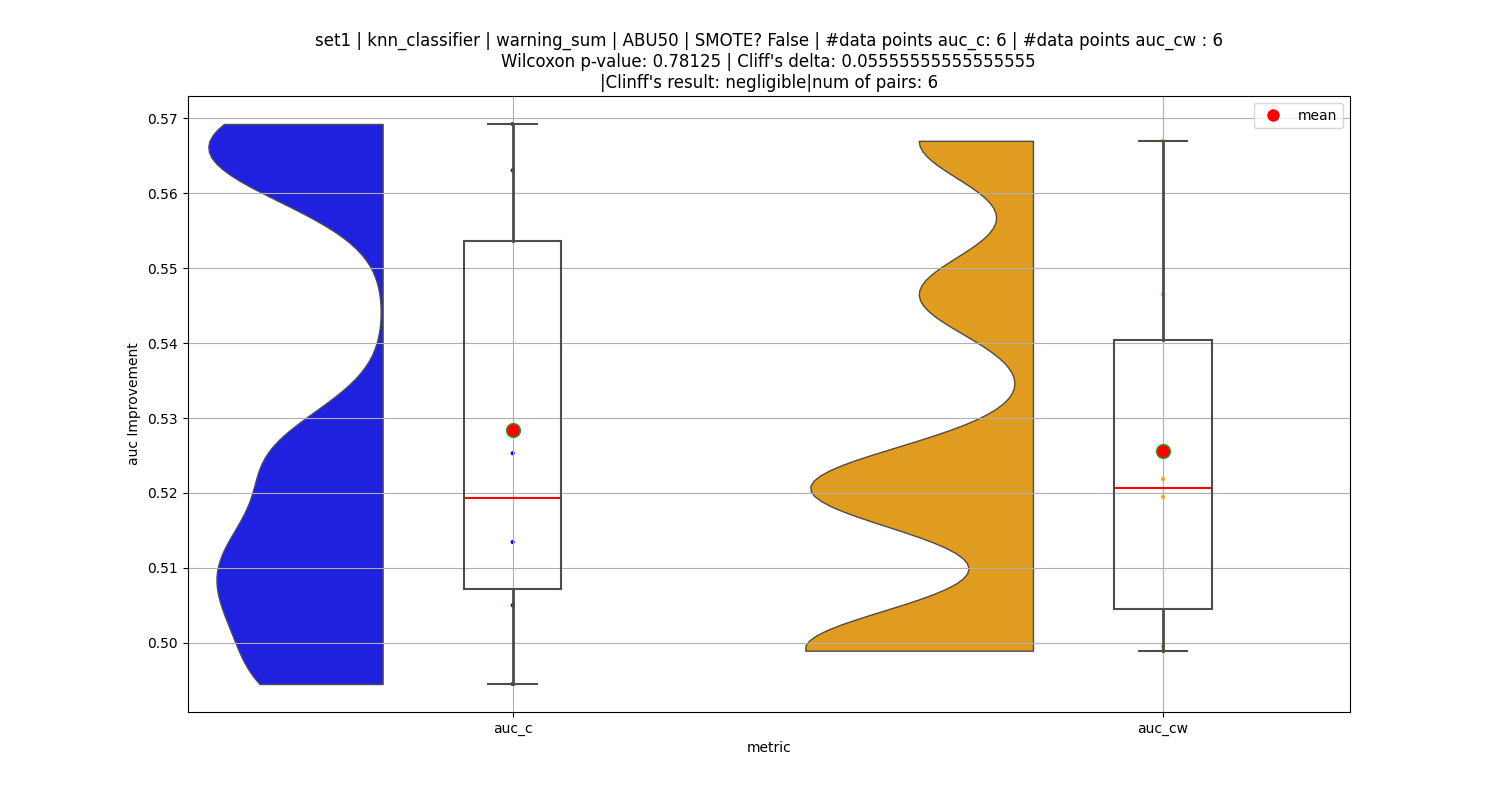 set1 | knn_classifier | warning_sum | ABU50 | SMOTE? False | #data points auc_c: 6 | #data points auc_cw : 6
Wilcoxon p-value: 0.78125 | Cliff's delta: 0.05555555555555555
|Clinff's result: negligible|num of pairs: 6
mean
0.57
0.56
0.55
0.54
0.53
0.52
0.51
0.50
auc Improvement
auc_c
auc_cw
metric